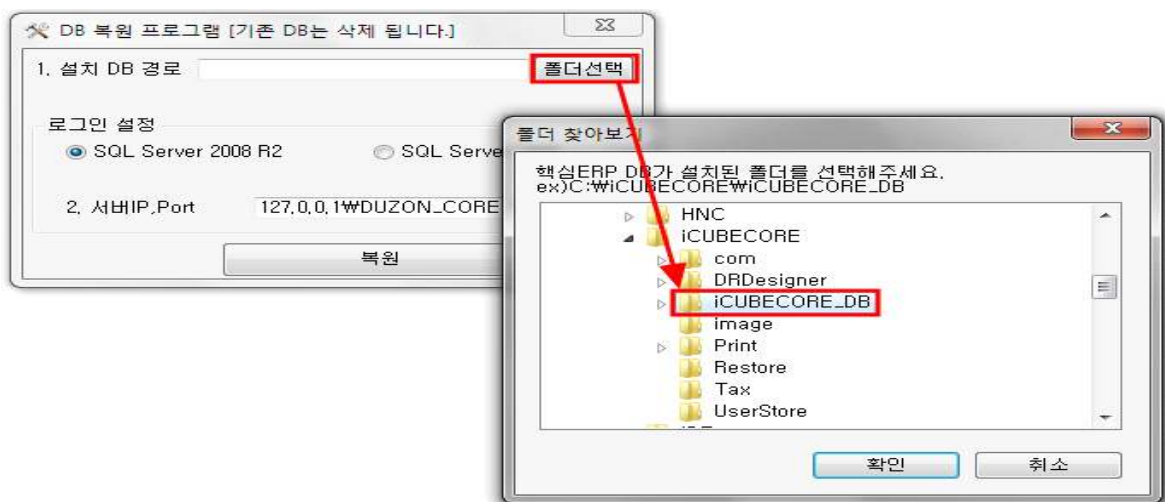 DB 복원 프로그램 [기존 DB는 삭제 됩니다.]
1. 설치 DB 경로
폴더선택
로그인 설정
SQL Server 2008 R2
SQL Serve
2. 서버IP,Port
127.0.0.1₩DUZON_CORE
복원
폴더 찾아보기
핵심ERP DB가 설치된 폴더를 선택해주세요.
ex)C:₩iCUBECORE₩iCUBECORE_DB
HNC
iCUBECORE
com
DRDesigner
iCUBECORE_DB
image
Print
Restore
Tax
UserStore
확인
취소